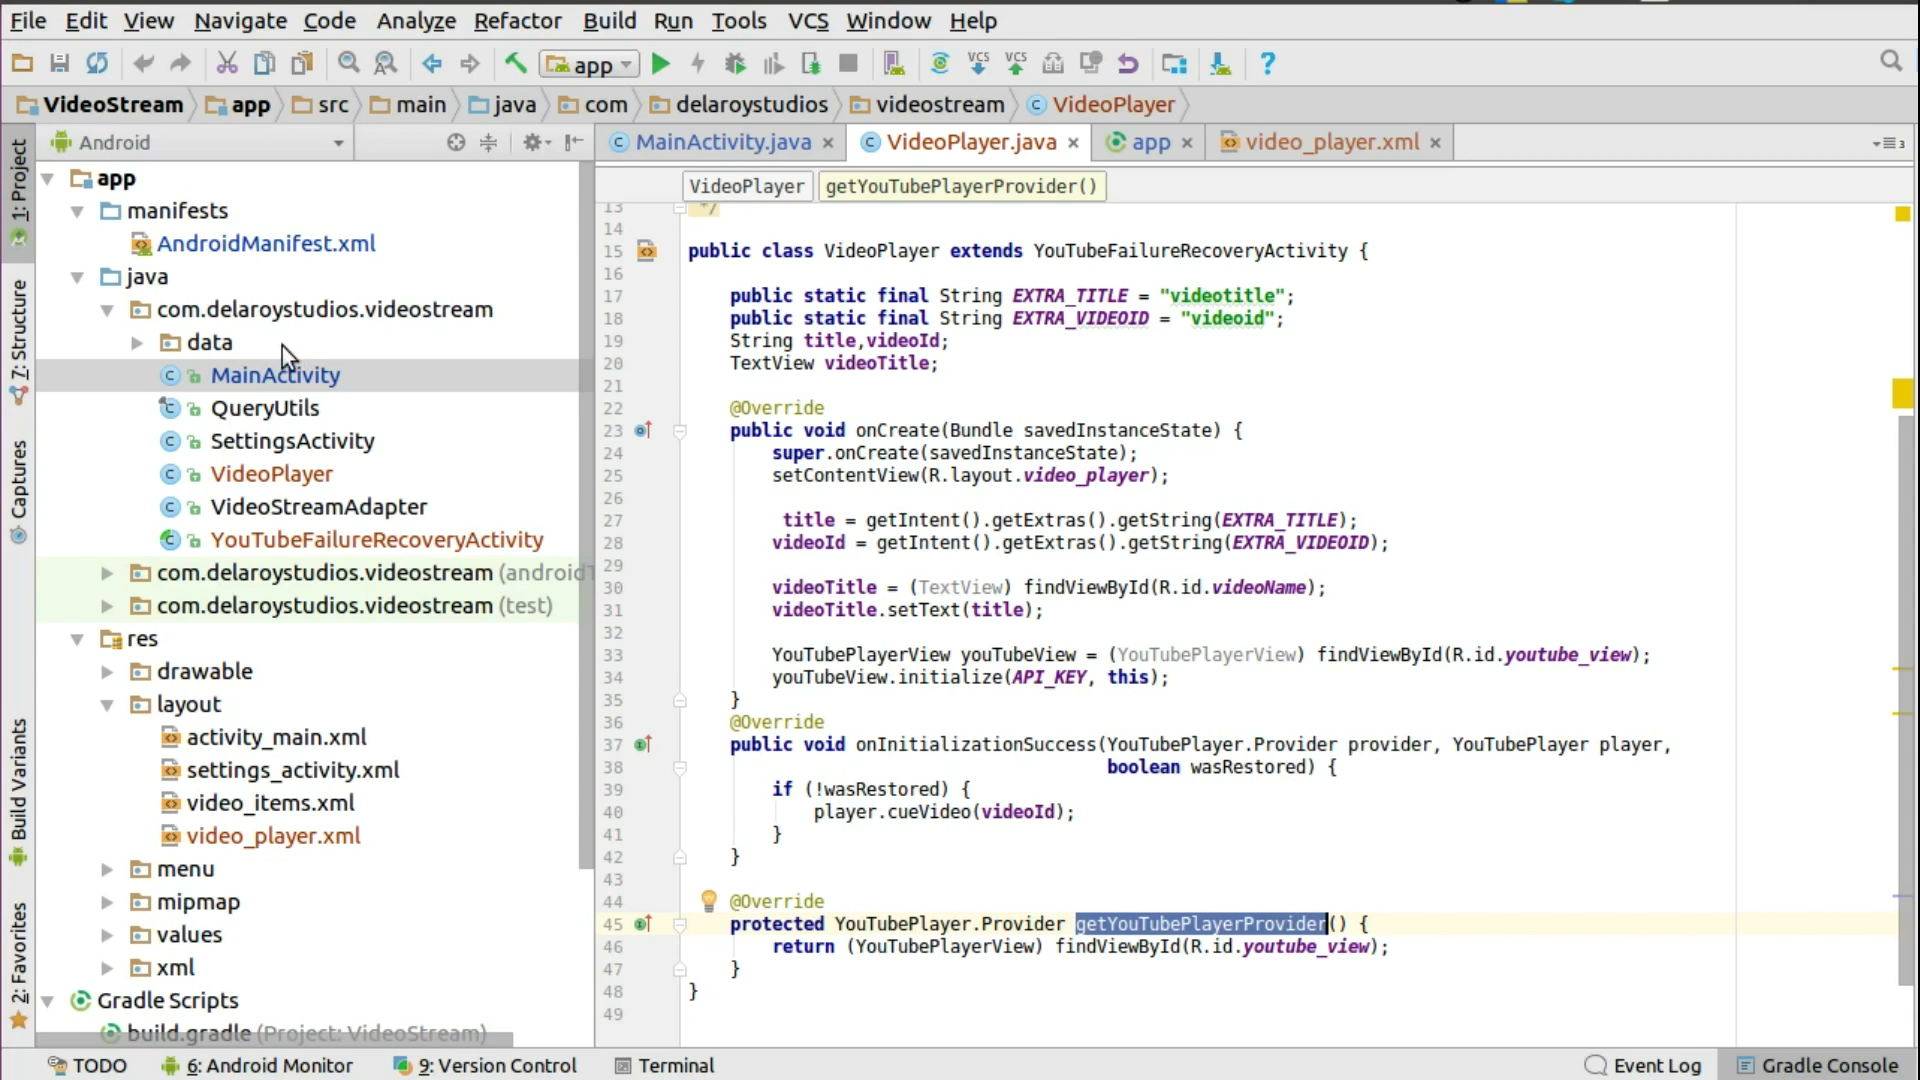 File Edit View Navigate Code Analyze Refactor Build Run Tools VCS Window Help
app VCS VCS ?
VideoStream app src main java com delaroystudios videostream VideoPlayer
Android
MainActivity.java VideoPlayer.java app video_player.xml
VideoPlayer getYouTubePlayerProvider()
1: Project
7: Structure
Captures
Build Variants
2: Favorites
app
manifests
AndroidManifest.xml
java
com.delaroystudios.videostream
data
MainActivity
QueryUtils
SettingsActivity
VideoPlayer
VideoStreamAdapter
YouTubeFailureRecoveryActivity
com.delaroystudios.videostream (androidT
com.delaroystudios.videostream (test)
res
drawable
layout
activity_main.xml
settings_activity.xml
video_items.xml
video_player.xml
menu
mipmap
values
xml
Gradle Scripts
build.gradle (Project: VideoStream)
13 */
14
15 public class VideoPlayer extends YouTubeFailureRecoveryActivity {
16
17 public static final String EXTRA_TITLE = "videotitle";
18 public static final String EXTRA_VIDEOID = "videoid";
19 String title,videoId;
20 TextView videoTitle;
21
22 @Override
23 public void onCreate(Bundle savedInstanceState) {
24 super.onCreate(savedInstanceState);
25 setContentView(R.layout.video_player);
26
27 title = getIntent().getExtras().getString(EXTRA_TITLE);
28 videoId = getIntent().getExtras().getString(EXTRA_VIDEOID);
29
30 videoTitle = (TextView) findViewById(R.id.videoName);
31 videoTitle.setText(title);
32
33 YouTubePlayerView youTubeView = (YouTubePlayerView) findViewById(R.id.youtube_view);
34 youTubeView.initialize(API_KEY, this);
35 }
36 @Override
37 public void onInitializationSuccess(YouTubePlayer.Provider provider, YouTubePlayer player,
38 boolean wasRestored) {
39 if (!wasRestored) {
40 player.cueVideo(videoId);
41 }
42 }
43
44 @Override
45 protected YouTubePlayer.Provider getYouTubePlayerProvider() {
46 return (YouTubePlayerView) findViewById(R.id.youtube_view);
47 }
48 }
49
TODO 6: Android Monitor 9: Version Control Terminal Event Log Gradle Console